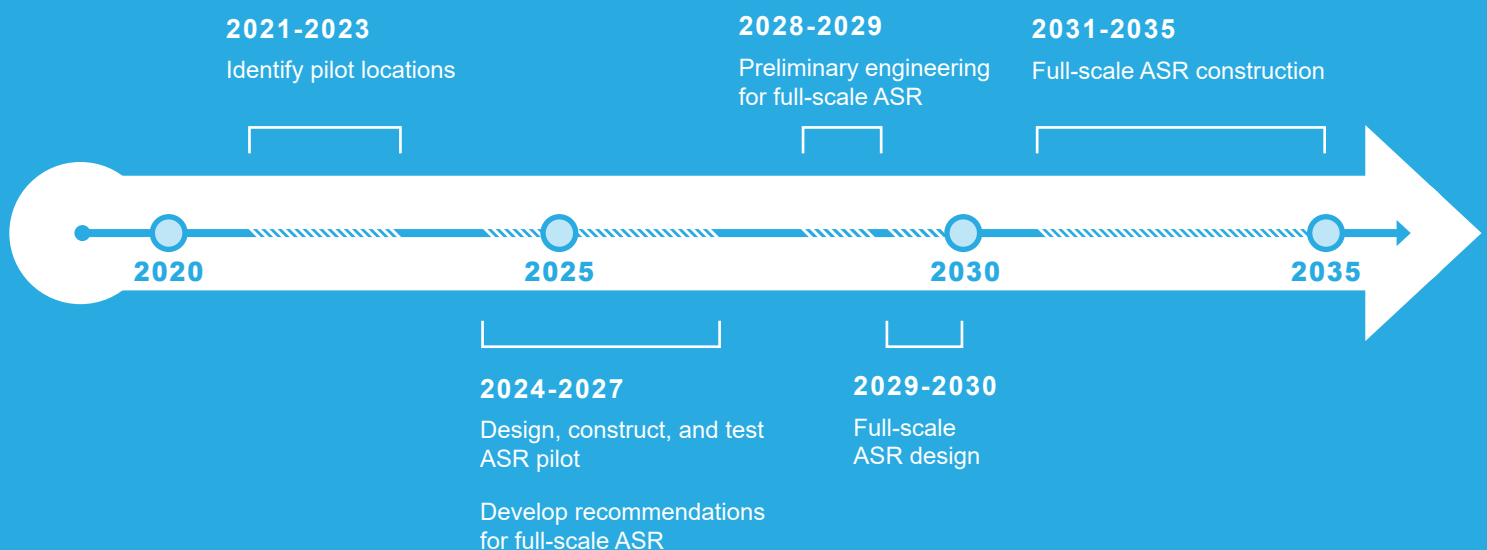 2021-2023
Identify pilot locations
2028-2029
Preliminary engineering
for full-scale ASR
2031-2035
Full-scale ASR construction
2020
2025
2030
2035
2024-2027
Design, construct, and test
ASR pilot
Develop recommendations
for full-scale ASR
2029-2030
Full-scale
ASR design